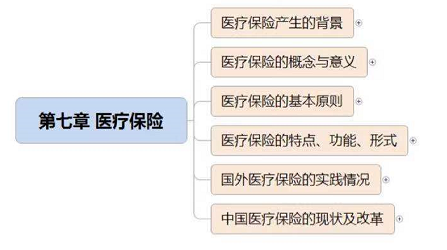 第七章 医疗保险
医疗保险产生的背景
医疗保险的概念与意义
医疗保险的基本原则
医疗保险的特点、功能、形式
国外医疗保险的实践情况
中国医疗保险的现状及改革